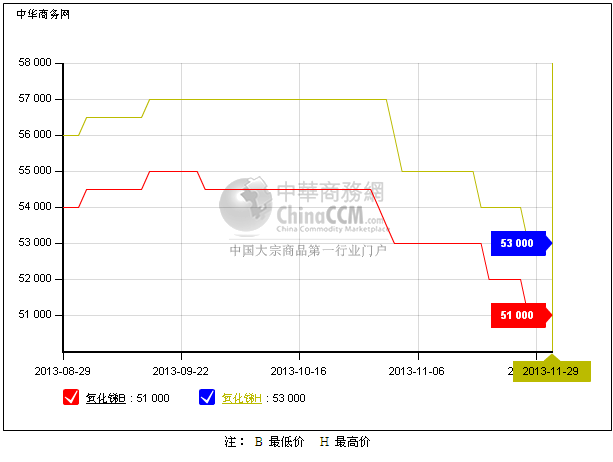 中华商务网
58 000
57 000
56 000
55 000
54 000
53 000
52 000
51 000
中華商務網
ChinaCCM.com
China Commodity Marketplace
中国大宗商品第一行业门户
53 000
51 000
2013-08-29
2013-09-22
2013-10-16
2013-11-06
2
2013-11-29
氧化锑B : 51 000
氧化锑H : 53 000
注： B 最低价 H 最高价